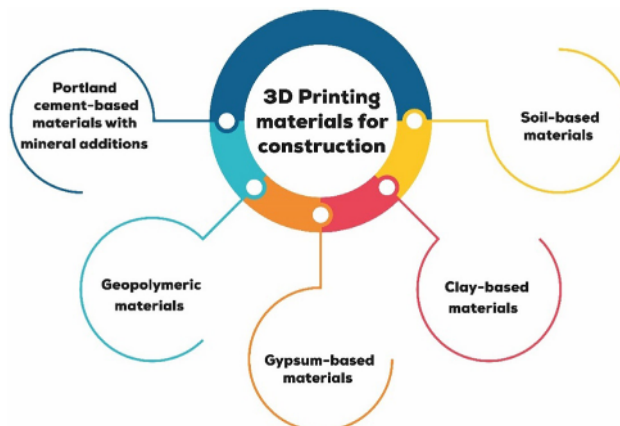 3D Printing
materials for
construction
Portland
cement-based
materials with
mineral additions
Soil-based
materials
Geopolymeric
materials
Clay-based
materials
Gypsum-based
materials